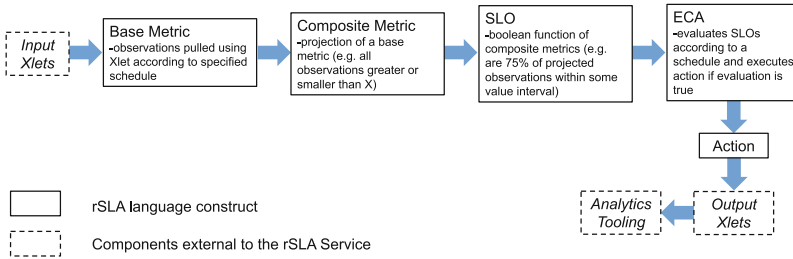 Input
Xlets
Base Metric
-observations pulled using
Xlet according to specified
schedule
Composite Metric
-projection of a base
metric (e.g. all
observations greater or
smaller than X)
SLO
-boolean function of
composite metrics (e.g.
are 75% of projected
observations within some
value interval)
ECA
-evaluates SLOs
according to a
schedule and executes
action if evaluation is
true
Action
Output
Xlets
Analytics
Tooling
rSLA language construct
Components external to the rSLA Service